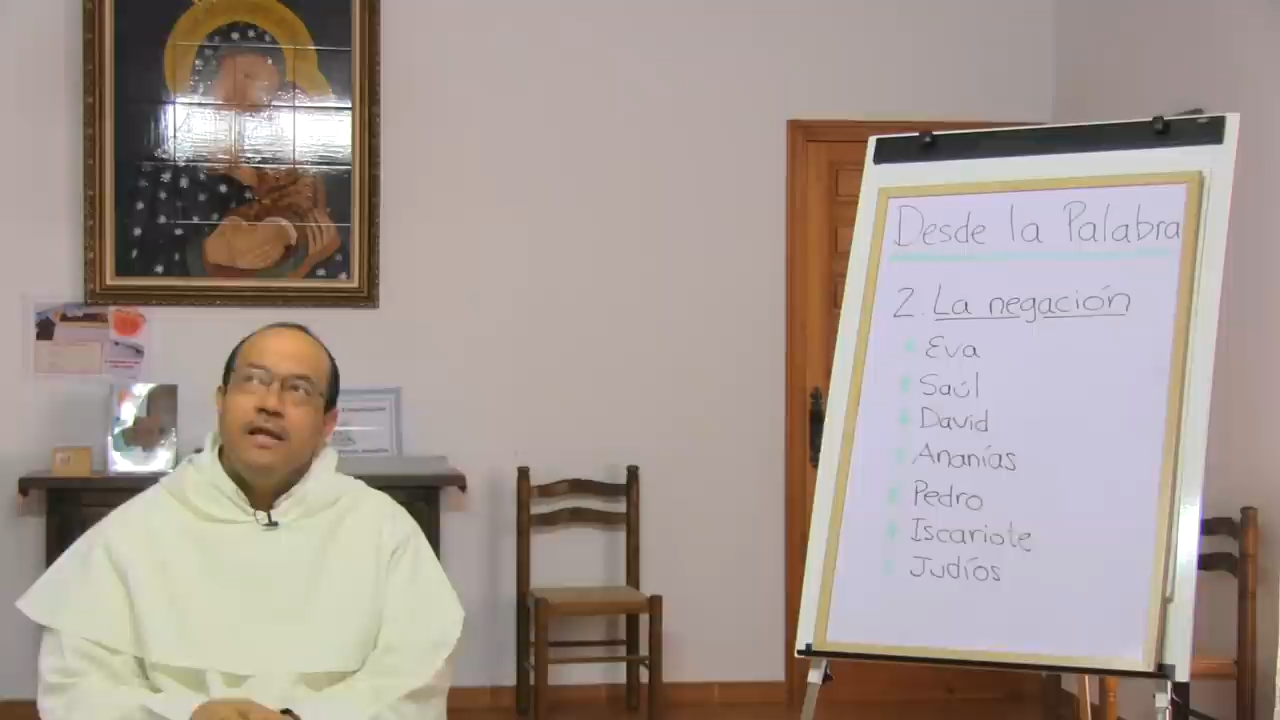 Desde la Palabra
2. La negación
Eva
Saúl
David
Ananías
Pedro
Iscariote
Judíos